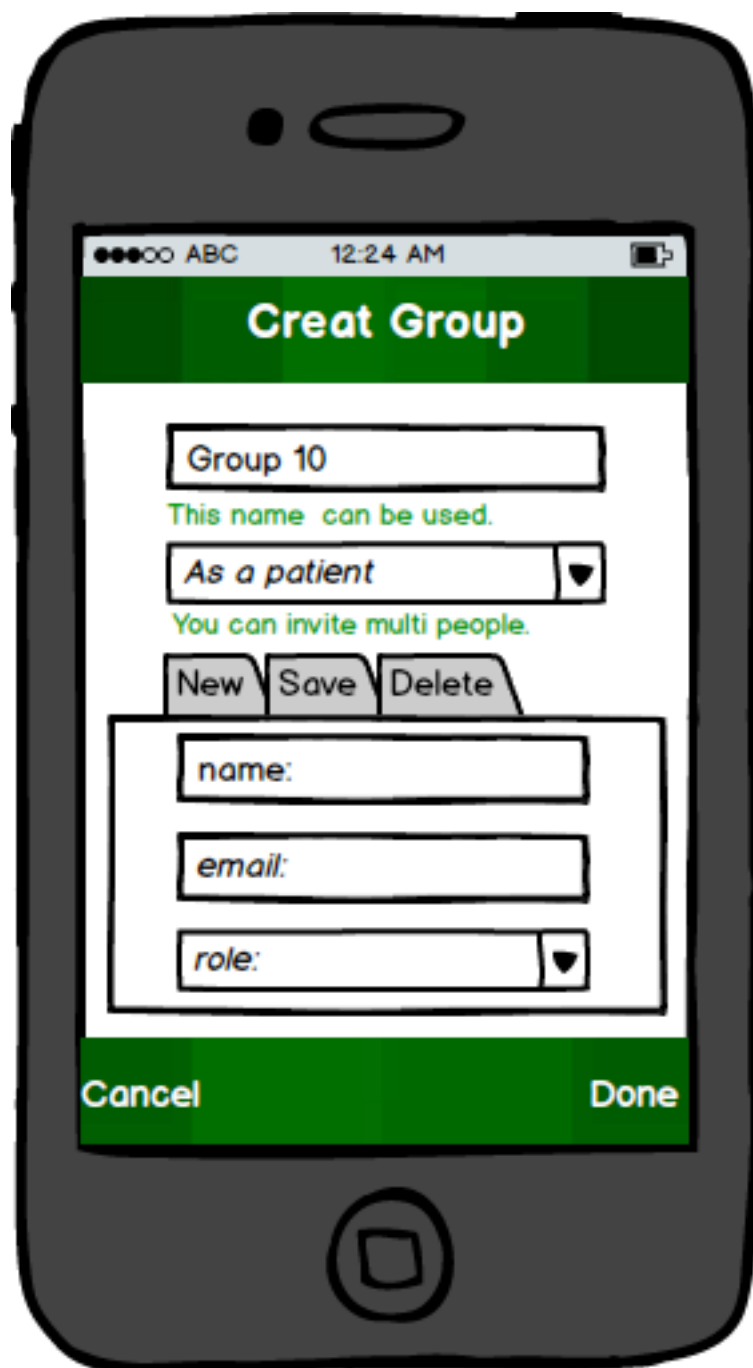 ABC 12:24 AM
Creat Group
Group 10
This name can be used.
As a patient
You can invite multi people.
New Save Delete
name:
email:
role:
Cancel Done